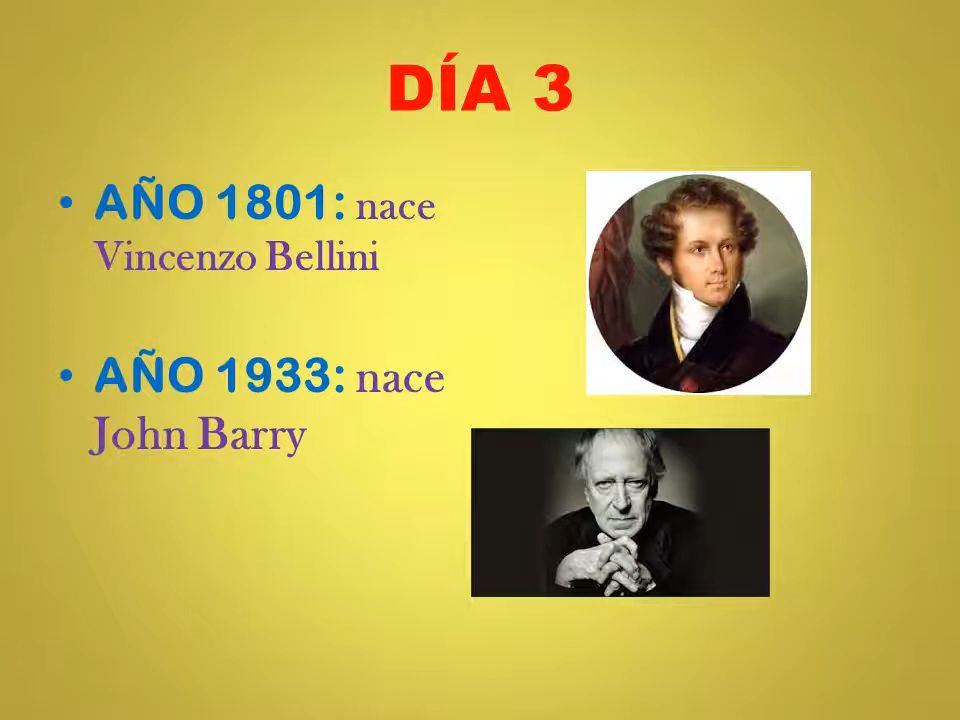 DÍA 3
• AÑO 1801: nace
Vincenzo Bellini
• AÑO 1933: nace
John Barry